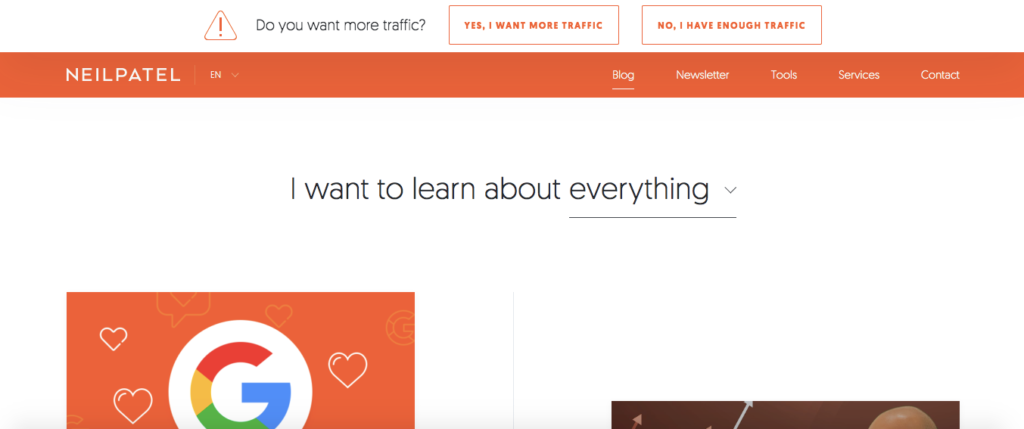 Do you want more traffic?
YES, I WANT MORE TRAFFIC
NO, I HAVE ENOUGH TRAFFIC
NEILPATEL
EN
Blog
Newsletter
Tools
Services
Contact
I want to learn about everything